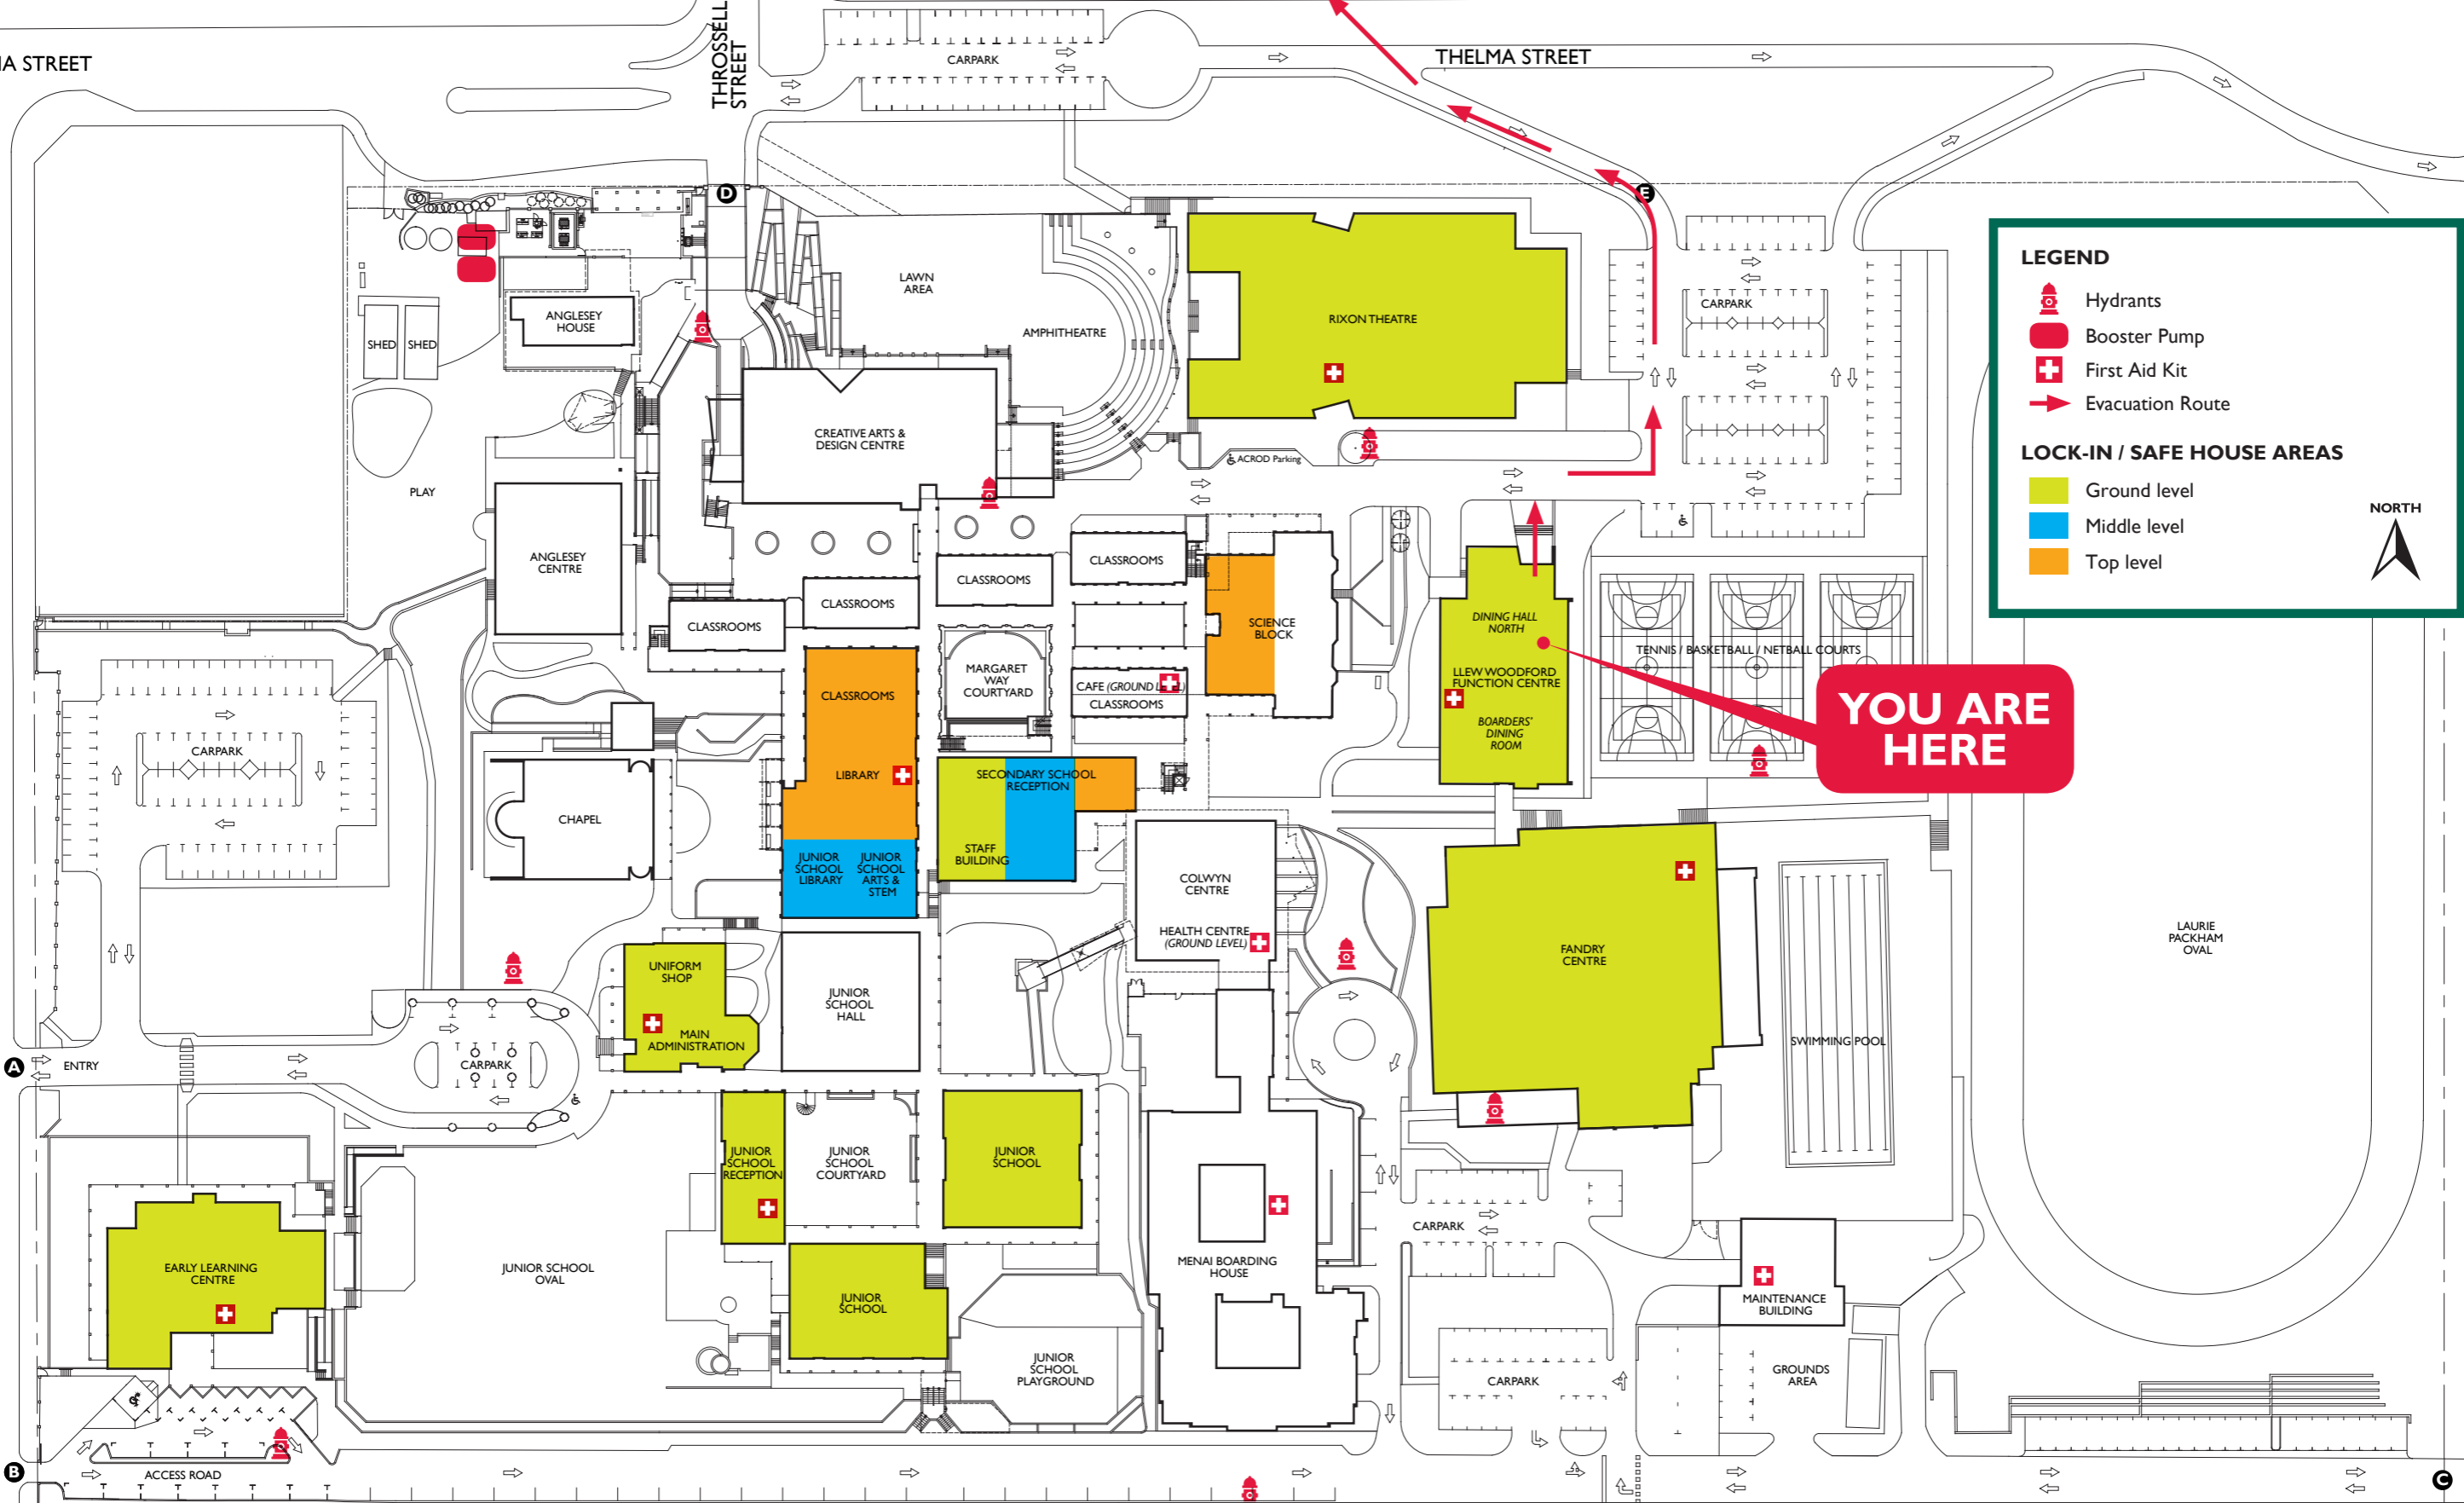 THROSSELL
STREET
THELMA STREET
A STREET
CARPARK
D
E
LEGEND
Hydrants
Booster Pump
First Aid Kit
Evacuation Route
LOCK-IN / SAFE HOUSE AREAS
Ground level
Middle level
Top level
NORTH
LAWN
AREA
AMPHITHEATRE
RIXON THEATRE
CARPARK
ANGLESEY
HOUSE
SHED
SHED
CREATIVE ARTS &
DESIGN CENTRE
ACROD Parking
PLAY
ANGLESEY
CENTRE
CLASSROOMS
CLASSROOMS
CLASSROOMS
CLASSROOMS
SCIENCE
BLOCK
DINING HALL
NORTH
LLEW WOODFORD
FUNCTION CENTRE
BOARDERS'
DINING
ROOM
TENNIS / BASKETBALL / NETBALL COURTS
YOU ARE
HERE
MARGARET
WAY
COURTYARD
CAFE (GROUND
CLASSROOMS
CLASSROOMS
LIBRARY
SECONDARY SCHOOL
RECEPTION
STAFF
BUILDING
JUNIOR
SCHOOL
LIBRARY
JUNIOR
SCHOOL
ARTS &
STEM
CARPARK
CHAPEL
COLWYN
CENTRE
HEALTH CENTRE
(GROUND LEVEL)
FANDRY
CENTRE
LAURIE
PACKHAM
OVAL
UNIFORM
SHOP
MAIN
ADMINISTRATION
JUNIOR
SCHOOL
HALL
SWIMMING POOL
A
ENTRY
CARPARK
JUNIOR
SCHOOL
RECEPTION
JUNIOR
SCHOOL
COURTYARD
JUNIOR
SCHOOL
CARPARK
EARLY LEARNING
CENTRE
JUNIOR SCHOOL
OVAL
JUNIOR
SCHOOL
MENAI BOARDING
HOUSE
MAINTENANCE
BUILDING
JUNIOR
SCHOOL
PLAYGROUND
CARPARK
GROUNDS
AREA
B
ACCESS ROAD
C